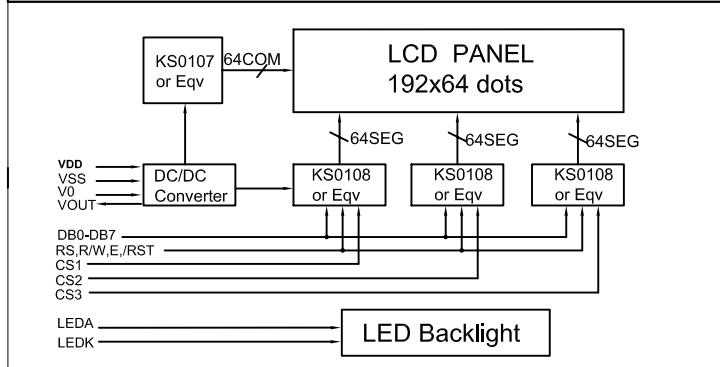 KS0107
or Eqv
64COM
LCD PANEL
192x64 dots
64SEG
64SEG
64SEG
VDD
VSS
V0
VOUT
DC/DC
Converter
KS0108
or Eqv
KS0108
or Eqv
KS0108
or Eqv
DB0-DB7
RS,R/W,E,/RST
CS1
CS2
CS3
LEDA
LEDK
LED Backlight